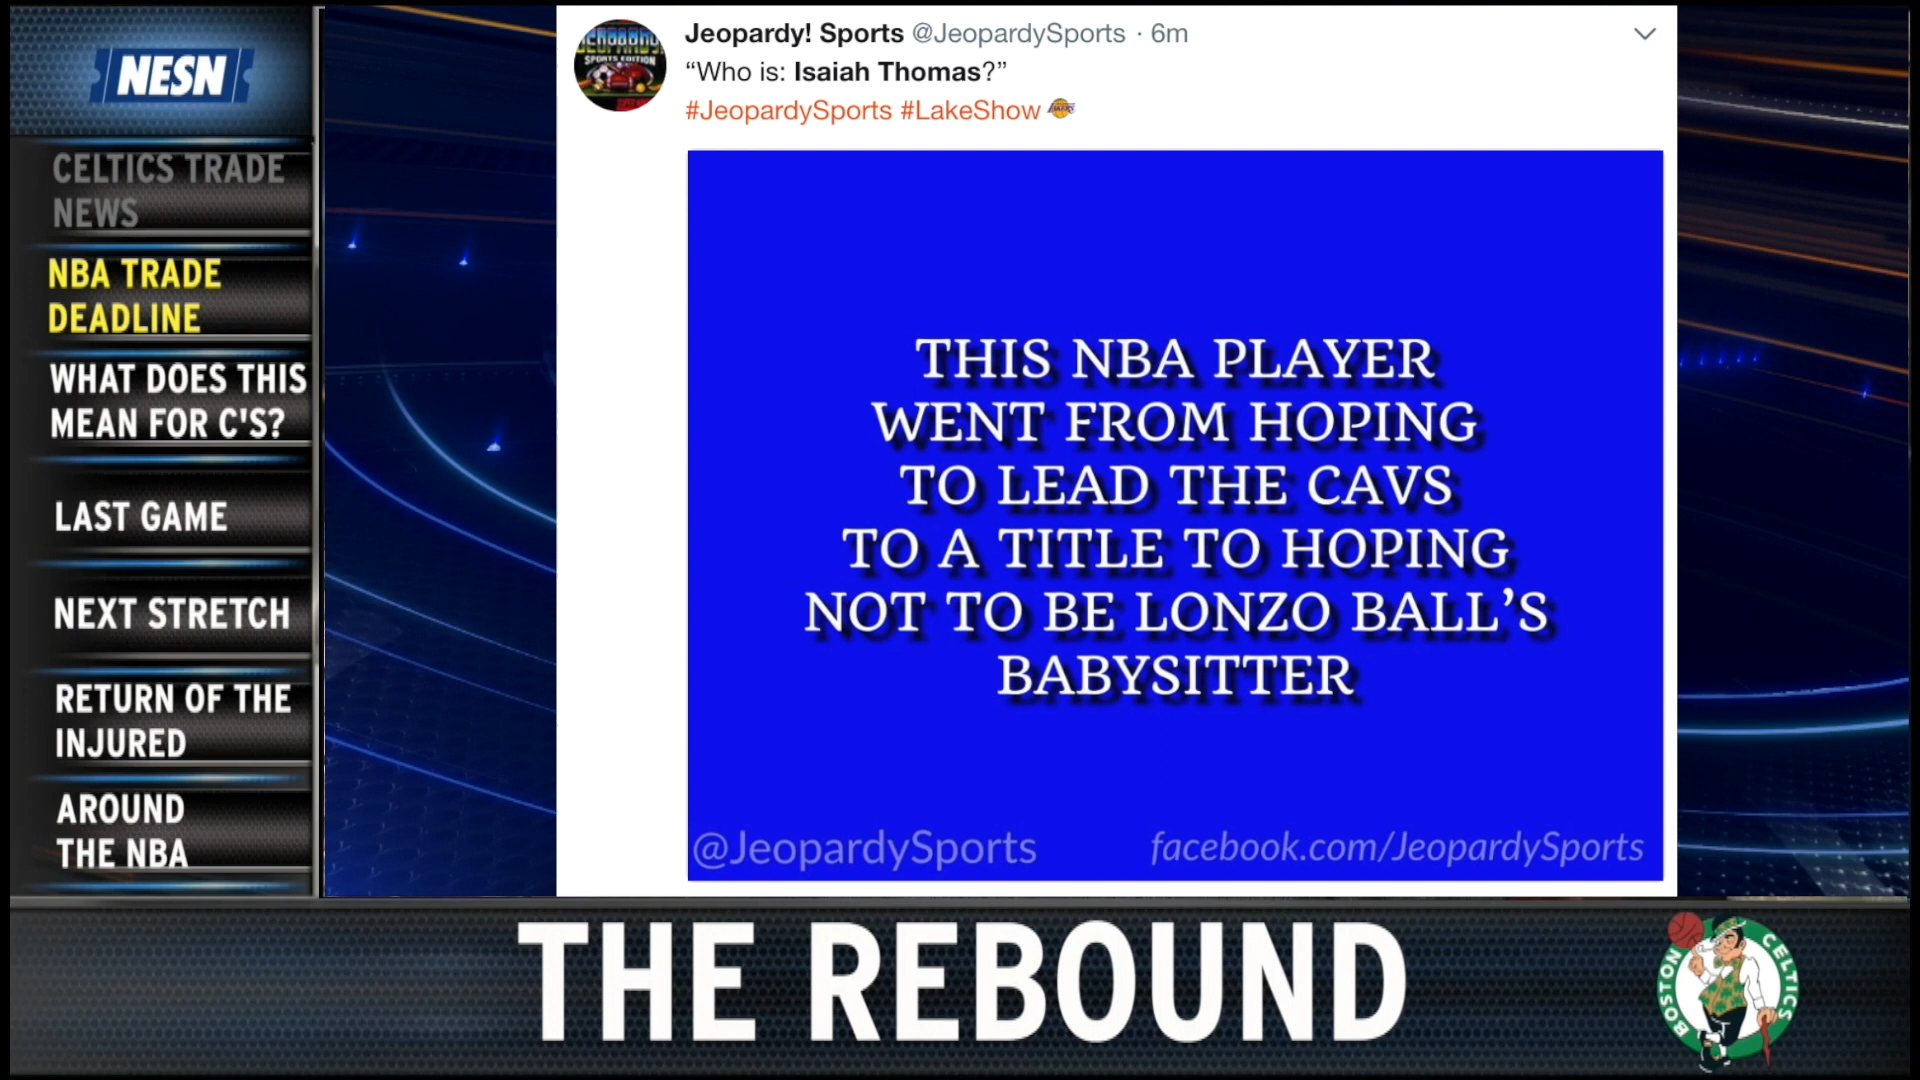 NESN
CELTICS TRADE
NEWS
NBA TRADE
DEADLINE
WHAT DOES THIS
MEAN FOR C'S?
LAST GAME
NEXT STRETCH
RETURN OF THE
INJURED
AROUND
THE NBA
JEOPARDY!
SPORTS EDITION
Jeopardy! Sports @JeopardySports · 6m
“Who is: Isaiah Thomas?”
#JeopardySports #LakeShow
THIS NBA PLAYER
WENT FROM HOPING
TO LEAD THE CAVS
TO A TITLE TO HOPING
NOT TO BE LONZO BALL’S
BABYSITTER
@JeopardySports facebook.com/JeopardySports
THE REBOUND
BOSTON CELTICS